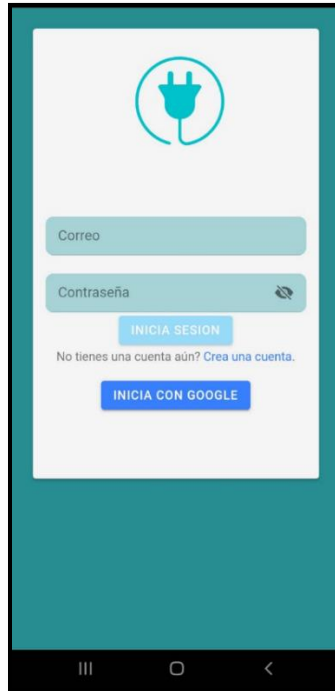 Correo
Contraseña
INICIA SESION
No tienes una cuenta aún? Crea una cuenta.
INICIA CON GOOGLE